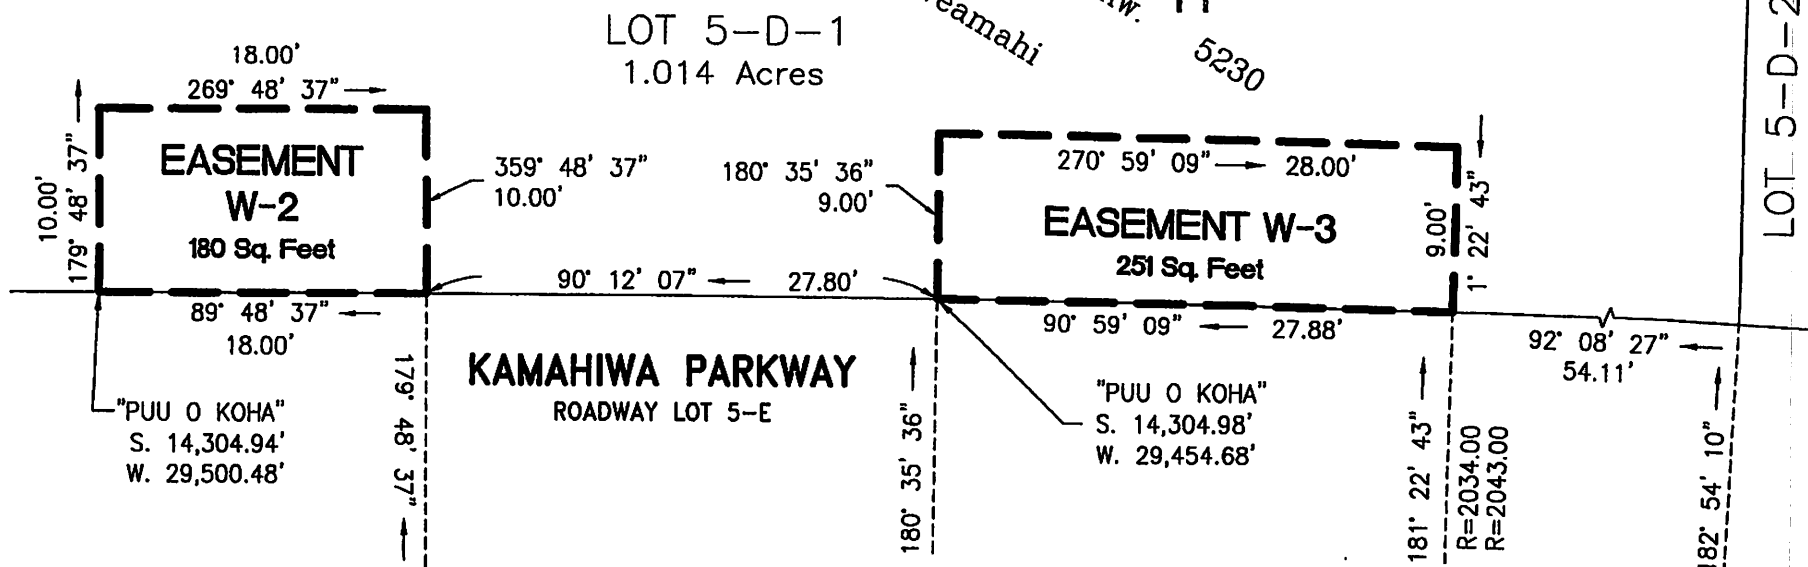 LOT 5-D-1
1.014 Acres
5230
LOT 5-D-2
18.00'
269° 48' 37"
10.00'
179° 48' 37"
EASEMENT
W-2
180 Sq. Feet
359° 48' 37"
10.00'
180° 35' 36"
9.00'
270° 59' 09" 28.00'
EASEMENT W-3
251 Sq. Feet
9.00'
1° 22' 43"
90° 12' 07" 27.80'
89° 48' 37"
18.00'
90° 59' 09" 27.88'
92° 08' 27"
54.11'
KAMAHIWA PARKWAY
ROADWAY LOT 5-E
"PUU O KOHA"
S. 14,304.94'
W. 29,500.48'
179° 48' 37"
180° 35' 36"
"PUU O KOHA"
S. 14,304.98'
W. 29,454.68'
181° 22' 43"
R=2034.00
R=2043.00
182° 54' 10"